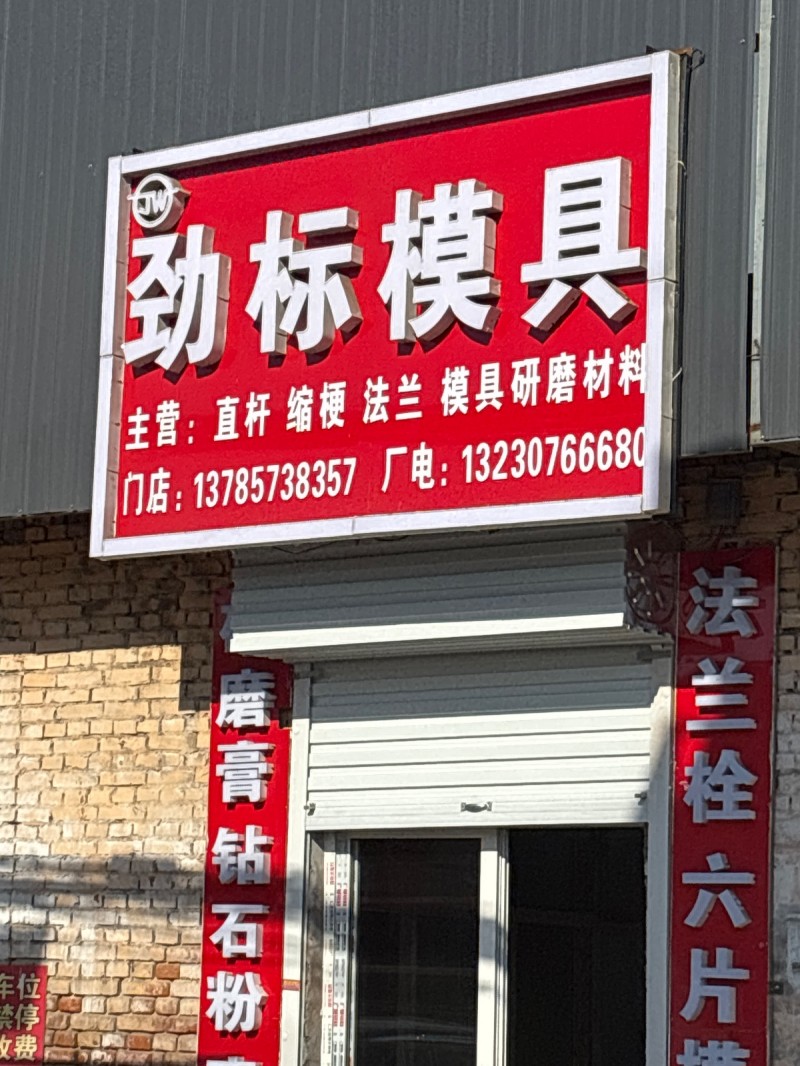 JW
劲标模具
主营：直杆 缩梗 法兰 模具研磨材料
门店：13785738357 厂电：13230766680
磨膏钻石粉
法兰栓六片模
车位
禁停
收费